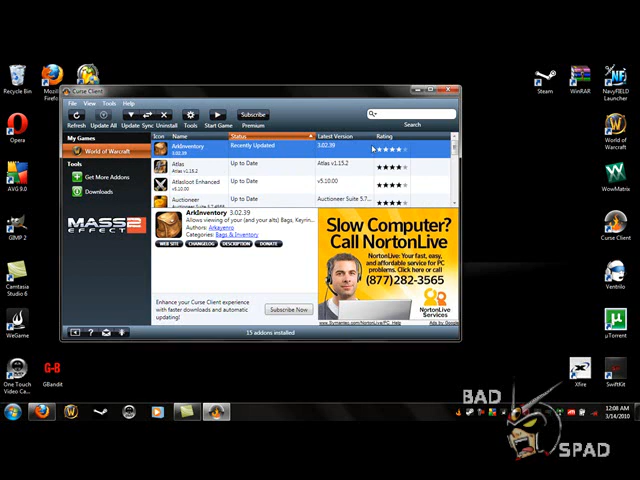 Recycle Bin
Opera
AVG 9.0
GIMP 2
Camtasia
Studio 6
WeGame
One Touch
Video Ca...
G-B
GBandit
Curse Client
File View Tools Help
Refresh Update All Update Sync Uninstall Tools Start Game
Subscribe
Premium
Search
My Games
World of Warcraft
Tools
Get More Addons
Downloads
MASS
EFFECT 2
Icon Name Status Latest Version Rating
ArkInventory Recently Updated 3.02.39
Atlas Up to Date Atlas v1.15.2
Atlas v1.15.2
Atlasloot Enhanced Up to Date v5.10.00
v5.10.00
Auctioneer Up to Date Auctioneer Suite 5.7...
ArkInventory 3.02.39
Allows viewing of your (and your alts) Bags, Keyrin...
Authors: Arkayenro
Categories: Bags & Inventory
WEB SITE CHANGELOG DESCRIPTION DONATE
Enhance your Curse Client experience
with faster downloads and automatic
updating!
Subscribe Now
Slow Computer?
Call NortonLive
NortonLive: Your fast, easy,
and affordable service for PC
problems. Click here or call
(877)282-3565
NortonLive
Services
www.Symantec.com/NortonLive/PC_Help Ads by Google
15 addons installed
Steam
WinRAR
NavyFIELD
Launcher
World of
Warcraft
WowMatrix
Curse Client
Ventrilo
µTorrent
Xfire
SwiftKit
12:08 AM
3/14/2010
BAD
SPAD